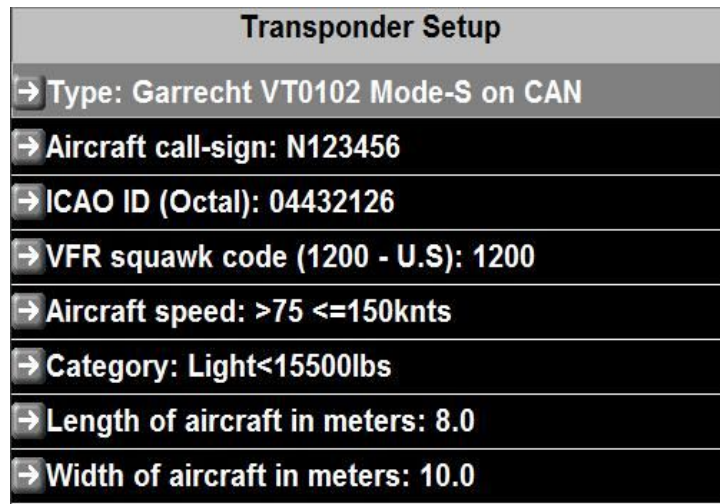 Transponder Setup
Type: Garrecht VT0102 Mode-S on CAN
Aircraft call-sign: N123456
ICAO ID (Octal): 04432126
VFR squawk code (1200 - U.S): 1200
Aircraft speed: >75 <=150knts
Category: Light<15500lbs
Length of aircraft in meters: 8.0
Width of aircraft in meters: 10.0